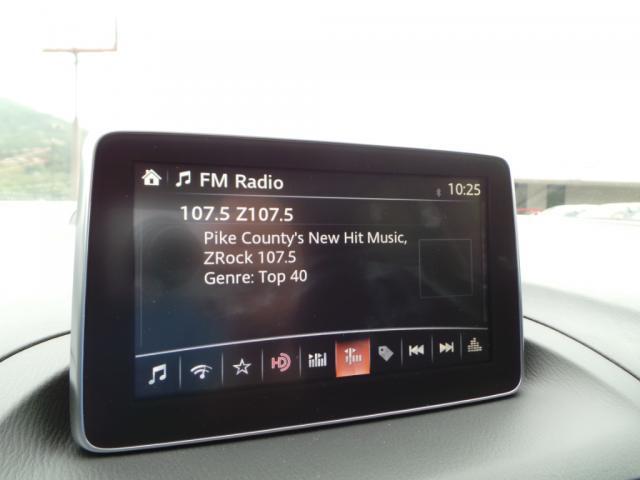 FM Radio
10:25
107.5 Z107.5
Pike County's New Hit Music,
ZRock 107.5
Genre: Top 40
HD